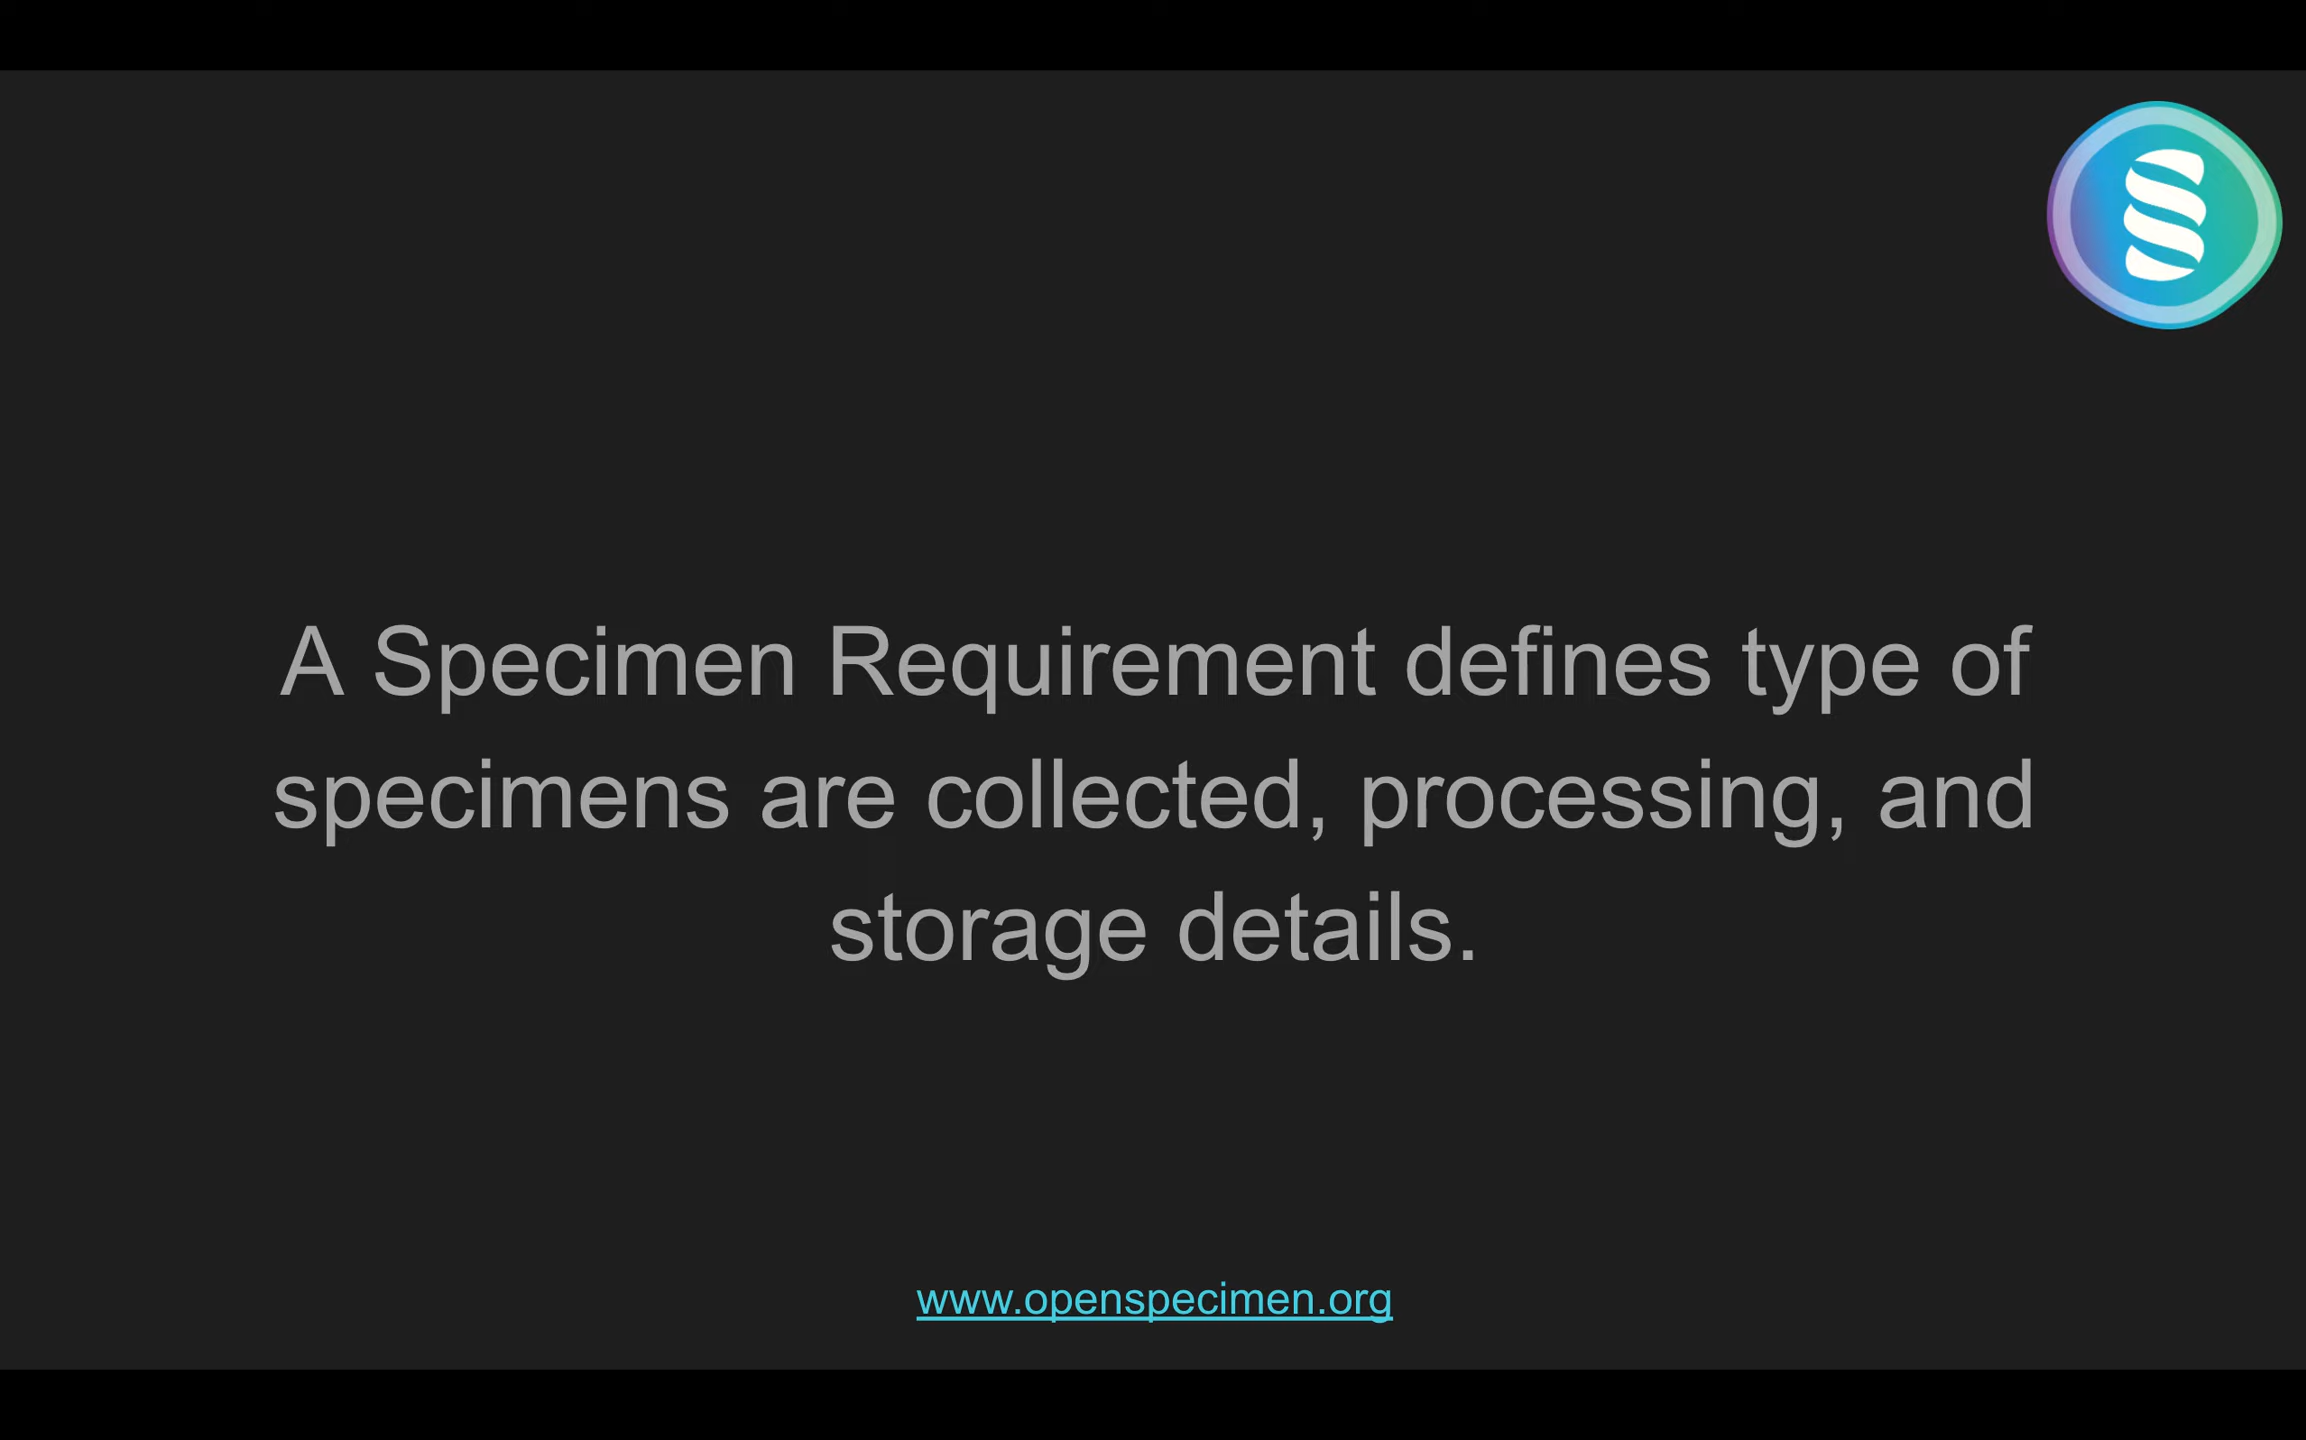 A Specimen Requirement defines type of
specimens are collected, processing, and
storage details.
www.openspecimen.org